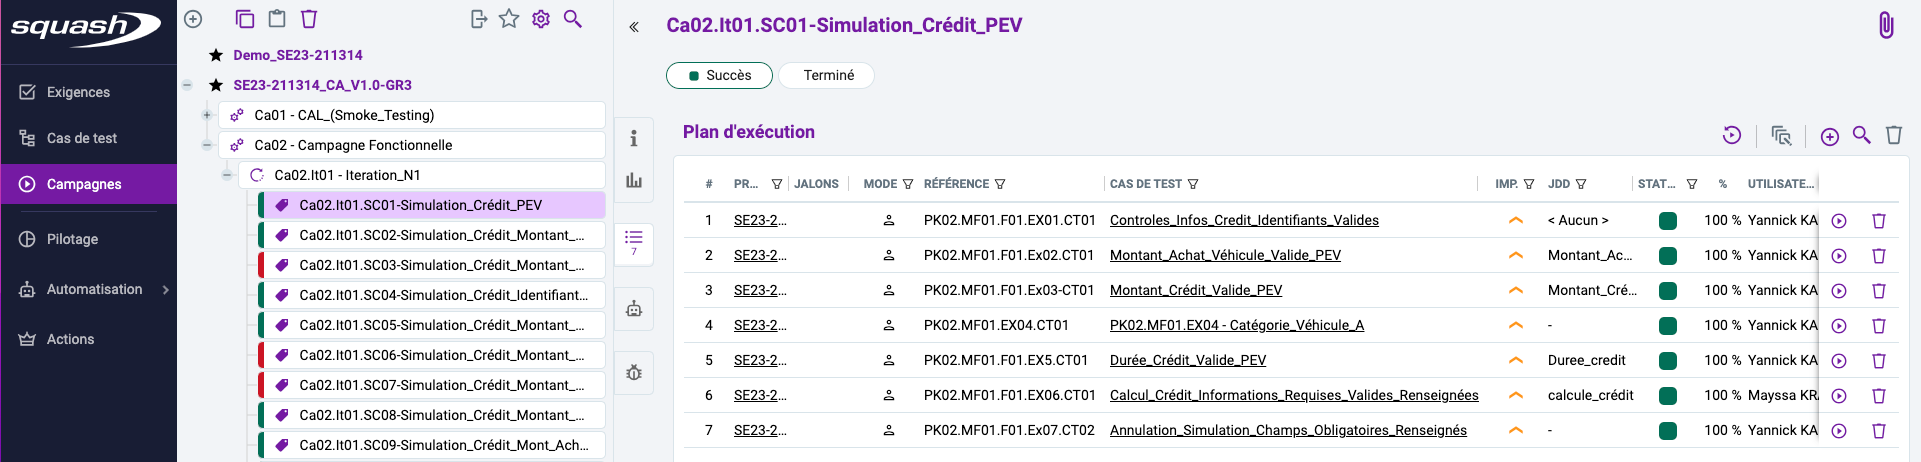 squash
Exigences
Cas de test
Campagnes
Pilotage
Automatisation
Actions
Demo_SE23-211314
SE23-211314_CA_V1.0-GR3
Ca01 - CAL_(Smoke_Testing)
Ca02 - Campagne Fonctionnelle
Ca02.It01 - Iteration_N1
Ca02.It01.SC01-Simulation_Crédit_PEV
Ca02.It01.SC02-Simulation_Crédit_Montant_...
Ca02.It01.SC03-Simulation_Crédit_Montant_...
Ca02.It01.SC04-Simulation_Crédit_Identifiant...
Ca02.It01.SC05-Simulation_Crédit_Montant_...
Ca02.It01.SC06-Simulation_Crédit_Montant_...
Ca02.It01.SC07-Simulation_Crédit_Montant_...
Ca02.It01.SC08-Simulation_Crédit_Montant_...
Ca02.It01.SC09-Simulation_Crédit_Mont_Ach...
7
Ca02.It01.SC01-Simulation_Crédit_PEV
Succès Terminé
Plan d'exécution
# PR... JALONS MODE RÉFÉRENCE CAS DE TEST IMP. JDD STAT... % UTILISATE...
1 SE23-2... PK02.MF01.F01.EX01.CT01 Controles_Infos_Credit_Identifiants_Valides < Aucun > 100 % Yannick KA
2 SE23-2... PK02.MF01.F01.Ex02.CT01 Montant_Achat_Véhicule_Valide_PEV Montant_Ac... 100 % Yannick KA
3 SE23-2... PK02.MF01.F01.Ex03-CT01 Montant_Crédit_Valide_PEV Montant_Cré... 100 % Yannick KA
4 SE23-2... PK02.MF01.EX04.CT01 PK02.MF01.EX04 - Catégorie_Véhicule_A - 100 % Yannick KA
5 SE23-2... PK02.MF01.F01.EX5.CT01 Durée_Crédit_Valide_PEV Duree_credit 100 % Yannick KA
6 SE23-2... PK02.MF01.F01.EX06.CT01 Calcul_Crédit_Informations_Requises_Valides_Renseignées calcule_crédit 100 % Mayssa KR
7 SE23-2... PK02.MF01.F01.Ex07.CT02 Annulation_Simulation_Champs_Obligatoires_Renseignés - 100 % Yannick KA